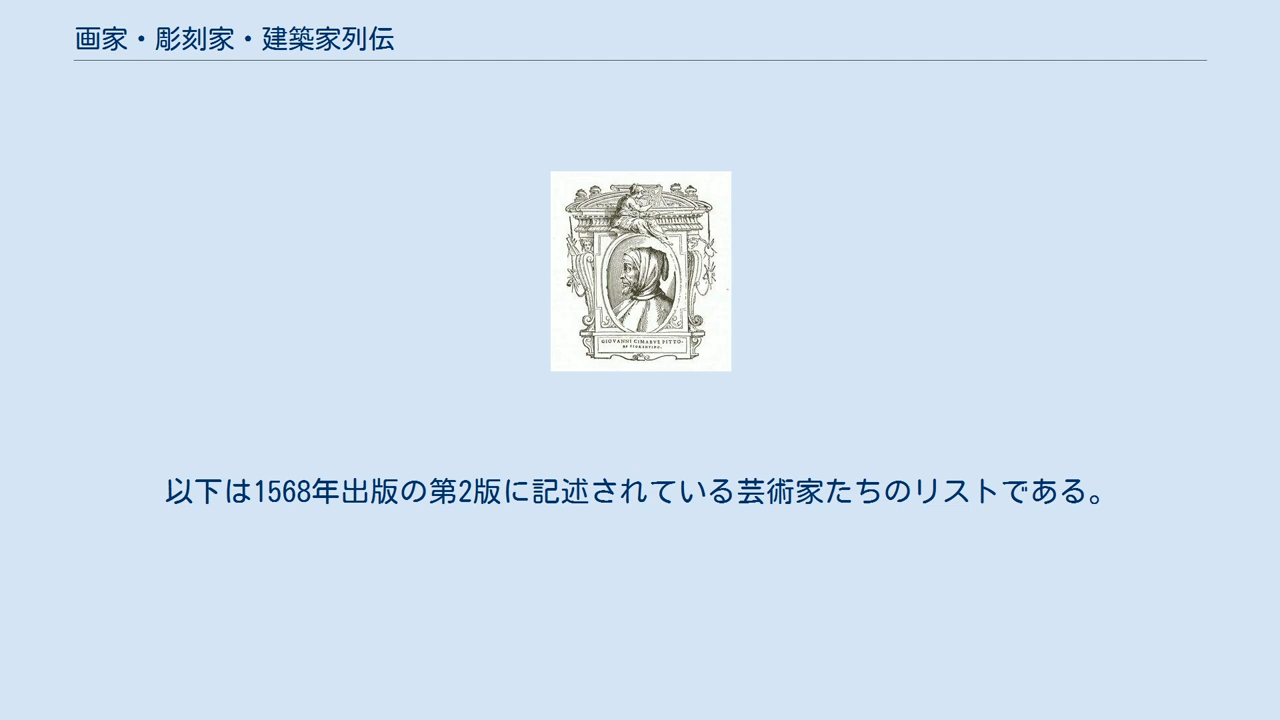 画家・彫刻家・建築家列伝
GIOVANNI CIMABVE PITTO-
RE FIORENTINO.
以下は1568年出版の第2版に記述されている芸術家たちのリストである。